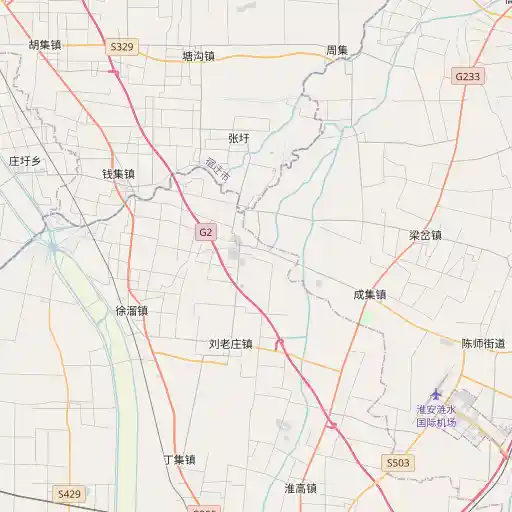 胡集镇
S329
塘沟镇
周集
G233
张圩
庄圩乡
钱集镇
宿迁市
G2
梁岔镇
成集镇
徐溜镇
刘老庄镇
陈师街道
淮安涟水
国际机场
丁集镇
S503
淮高镇
S429